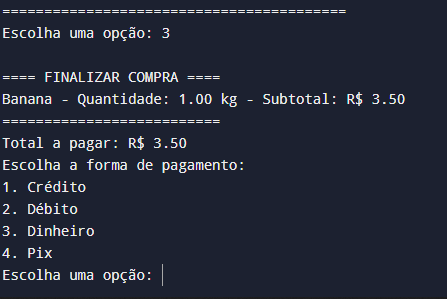 =========================================
Escolha uma opção: 3
==== FINALIZAR COMPRA ====
Banana - Quantidade: 1.00 kg - Subtotal: R$ 3.50
==========================
Total a pagar: R$ 3.50
Escolha a forma de pagamento:
1. Crédito
2. Débito
3. Dinheiro
4. Pix
Escolha uma opção: